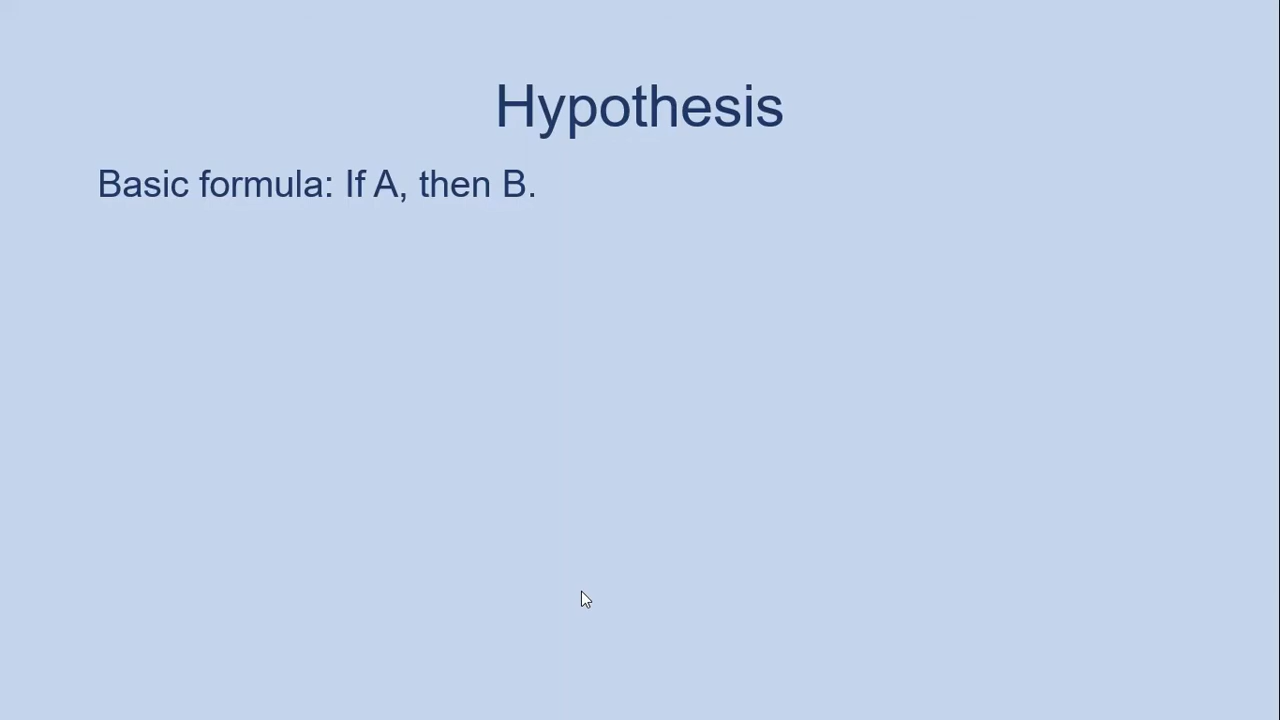 Hypothesis
Basic formula: If A, then B.